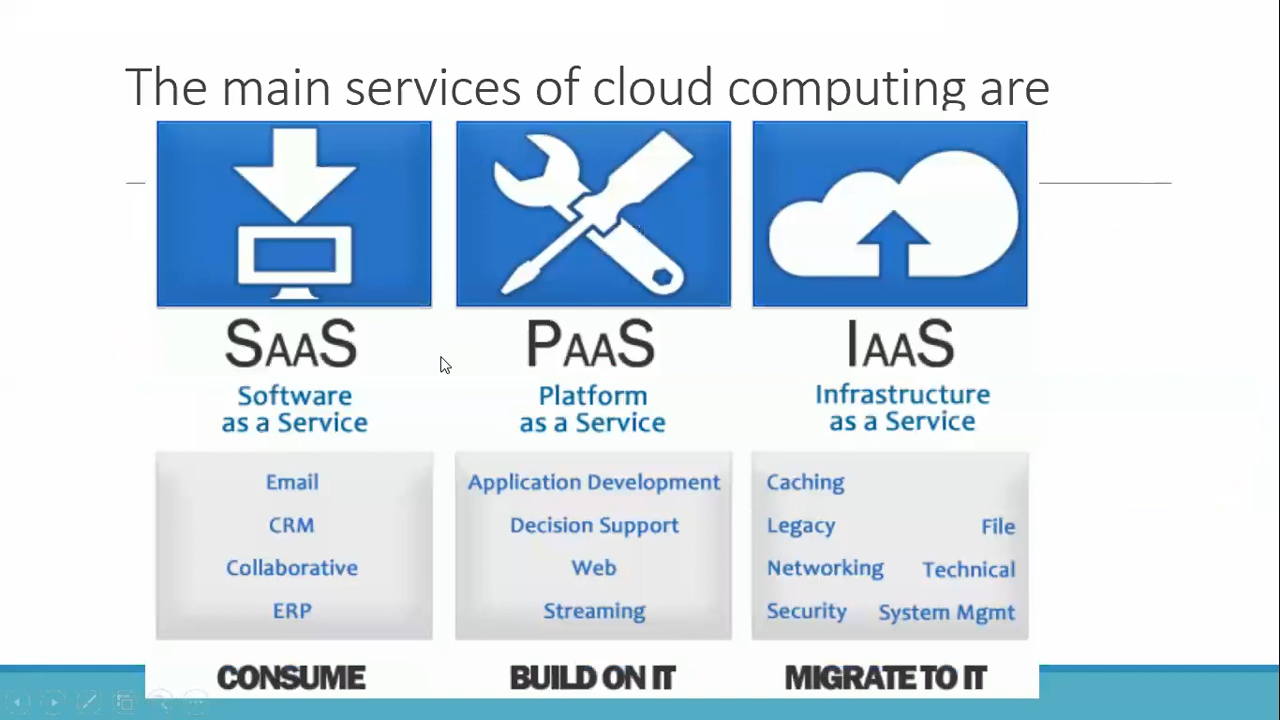 The main services of cloud computing are
SAAS
Software
as a Service
Email
CRM
Collaborative
ERP
CONSUME
PAAS
Platform
as a Service
Application Development
Decision Support
Web
Streaming
BUILD ON IT
IAAS
Infrastructure
as a Service
Caching
Legacy File
Networking Technical
Security System Mgmt
MIGRATE TO IT